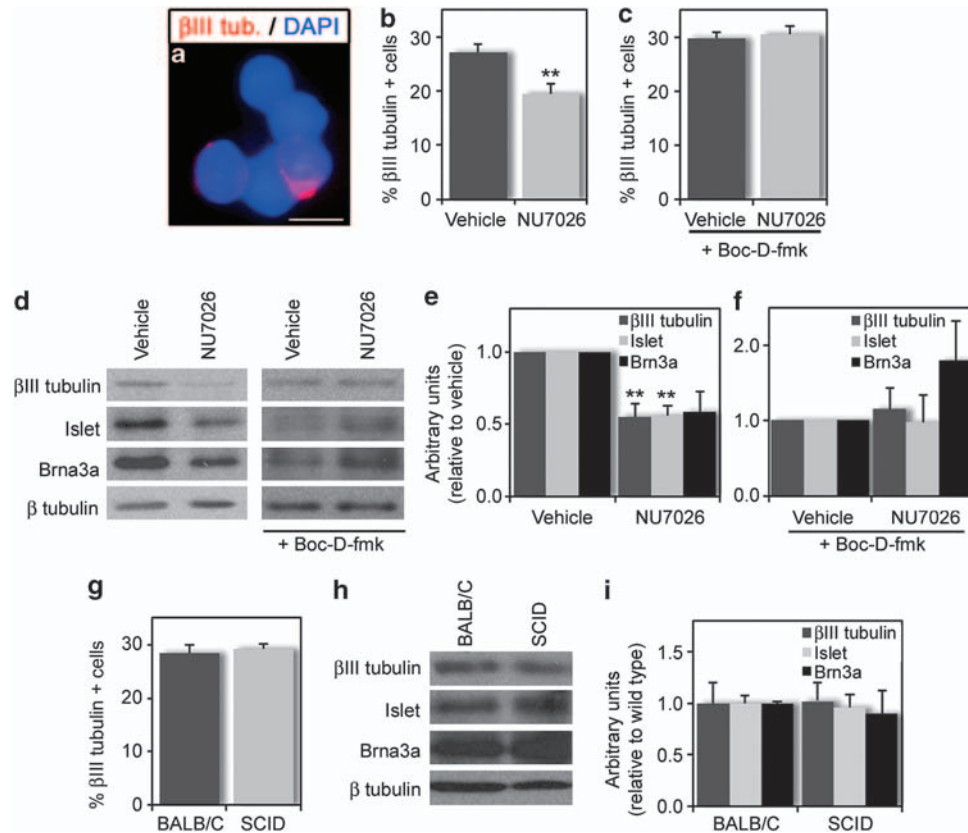 βIII tub. / DAPI
a
b
% βIII tubulin + cells
30
20
10
0
**
Vehicle NU7026
c
% βIII tubulin + cells
30
20
10
0
Vehicle NU7026
+ Boc-D-fmk
d
Vehicle
NU7026
Vehicle
NU7026
βIII tubulin
Islet
Brna3a
β tubulin
+ Boc-D-fmk
e
Arbitrary units
(relative to vehicle)
1.0
0.5
0.0
βIII tubulin
Islet
Brn3a
** **
Vehicle NU7026
f
2.0
1.0
0.0
βIII tubulin
Islet
Brn3a
Vehicle NU7026
+ Boc-D-fmk
g
% βIII tubulin + cells
30
20
10
0
BALB/C SCID
h
BALB/C
SCID
βIII tubulin
Islet
Brna3a
β tubulin
i
Arbitrary units
(relative to wild type)
1.5
1.0
0.5
0.0
βIII tubulin
Islet
Brn3a
BALB/C SCID